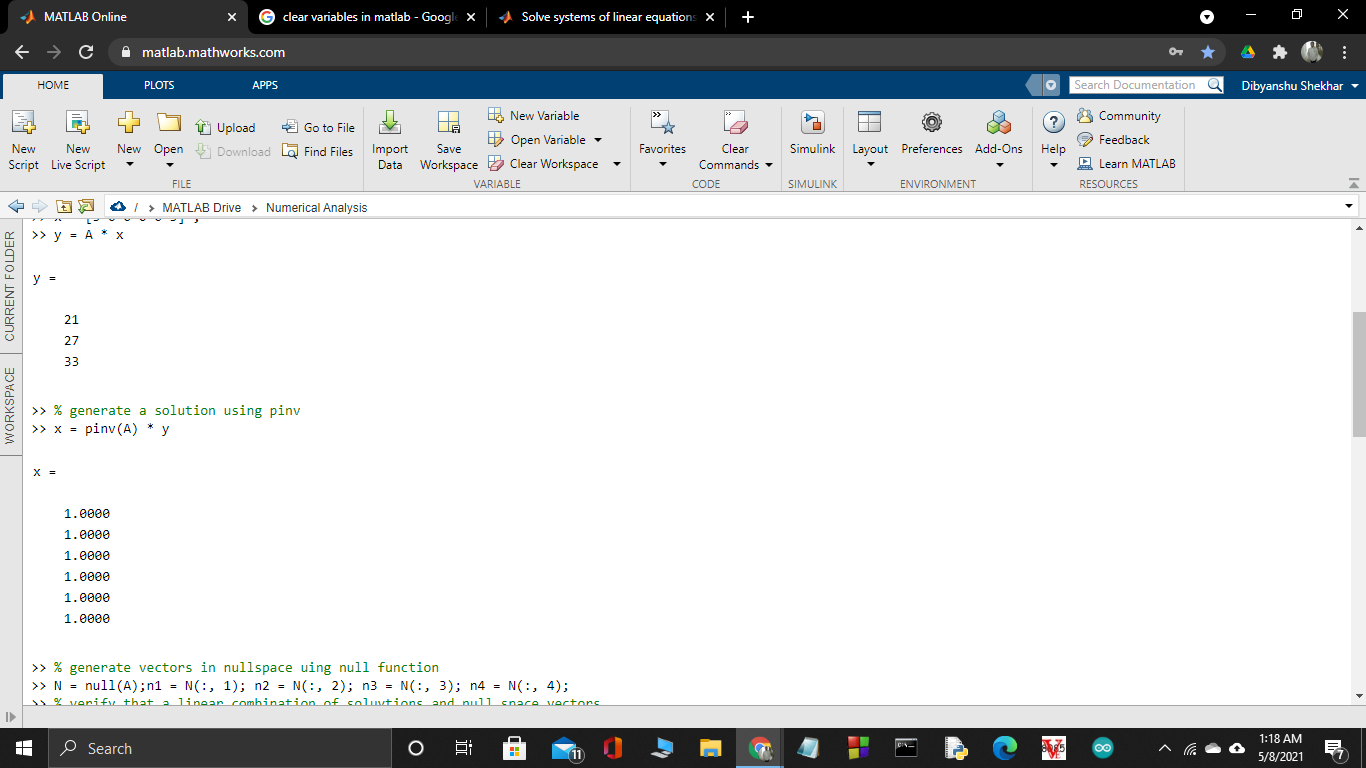 MATLAB Online
clear variables in matlab - Google
Solve systems of linear equations
matlab.mathworks.com
HOME PLOTS APPS
Search Documentation
Dibyanshu Shekhar
New Script
New Live Script
New
Open
Upload
Download
Go to File
Find Files
FILE
Import Data
Save Workspace
New Variable
Open Variable
Clear Workspace
VARIABLE
Favorites
Clear Commands
CODE
Simulink
SIMULINK
Layout
Preferences
Add-Ons
ENVIRONMENT
Help
Community
Feedback
Learn MATLAB
RESOURCES
/ > MATLAB Drive > Numerical Analysis
CURRENT FOLDER
WORKSPACE
>> y = A * x
y =
21
27
33
>> % generate a solution using pinv
>> x = pinv(A) * y
x =
1.0000
1.0000
1.0000
1.0000
1.0000
1.0000
>> % generate vectors in nullspace uing null function
>> N = null(A);n1 = N(:, 1); n2 = N(:, 2); n3 = N(:, 3); n4 = N(:, 4);
>> % verify that a linear combination of soluvtions and null space vectors
Search
11
1:18 AM
5/8/2021
7